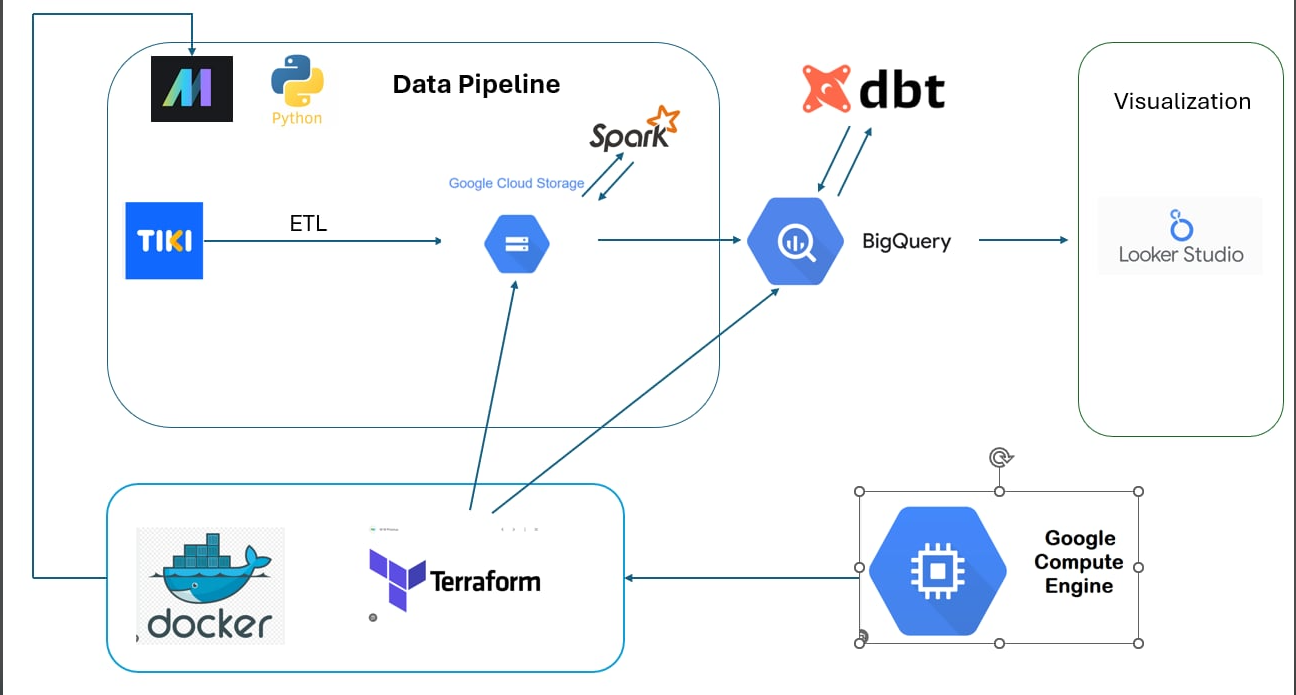 Data Pipeline
Python
Spark
Google Cloud Storage
TIKI
ETL
dbt
BigQuery
Visualization
Looker Studio
docker
Terraform
Google
Compute
Engine